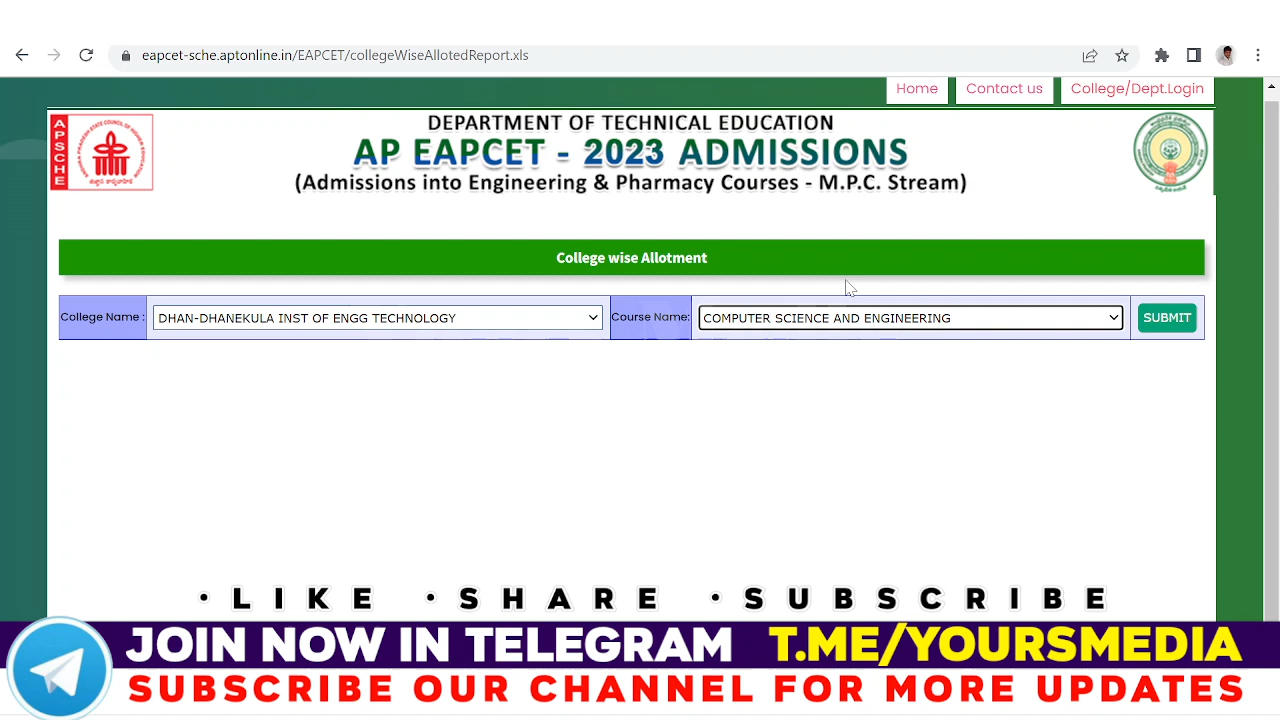 eapcet-sche.aptonline.in/EAPCET/collegeWiseAllotedReport.xls
Home Contact us College/Dept.Login
APSCHE
DEPARTMENT OF TECHNICAL EDUCATION
AP EAPCET - 2023 ADMISSIONS
(Admissions into Engineering & Pharmacy Courses - M.P.C. Stream)
College wise Allotment
College Name : DHAN-DHANEKULA INST OF ENGG TECHNOLOGY Course Name: COMPUTER SCIENCE AND ENGINEERING SUBMIT
• LIKE • SHARE • SUBSCRIBE
JOIN NOW IN TELEGRAM T.ME/YOURSMEDIA
SUBSCRIBE OUR CHANNEL FOR MORE UPDATES